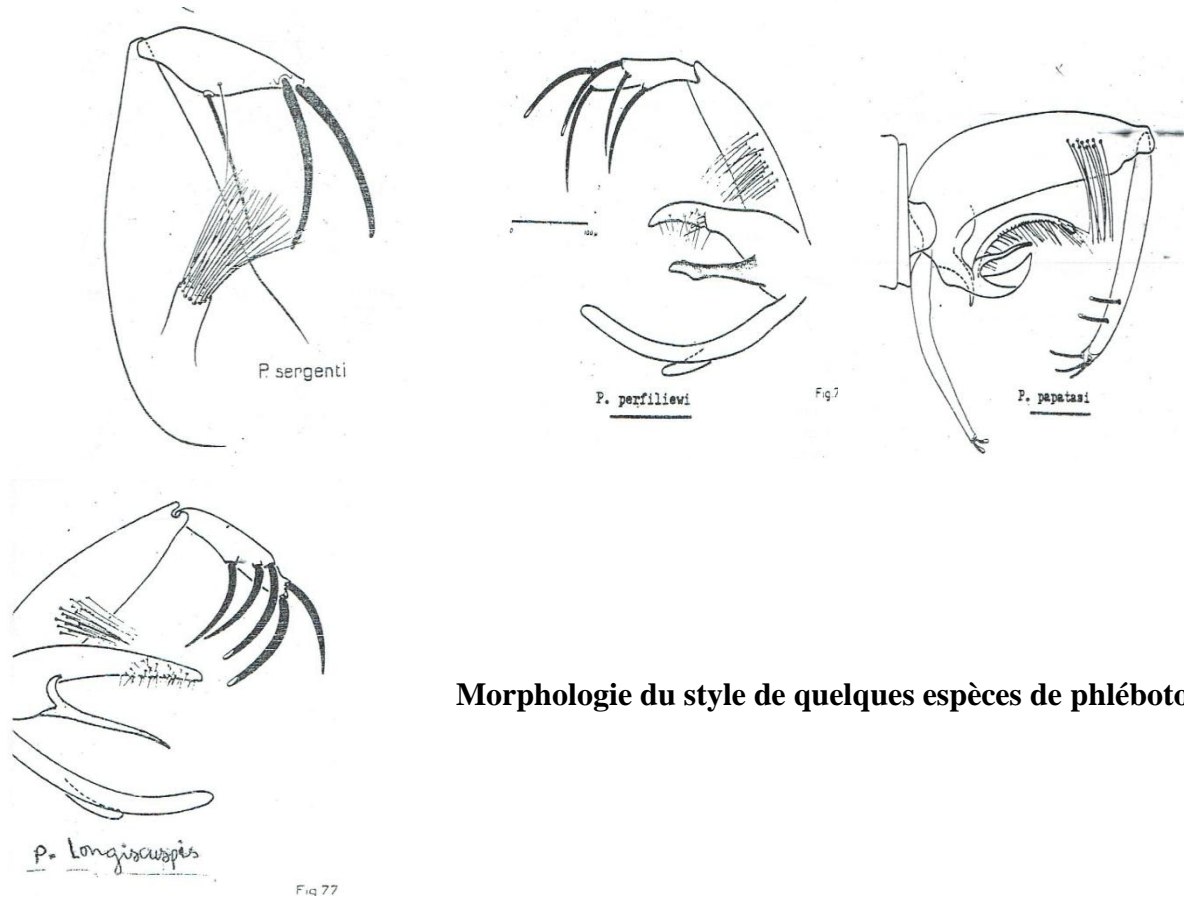 P. sergenti
P. perfiliewi
Fig.7
P. papatasi
P. Longiscuspis
Fig 77
Morphologie du style de quelques espèces de phléboto